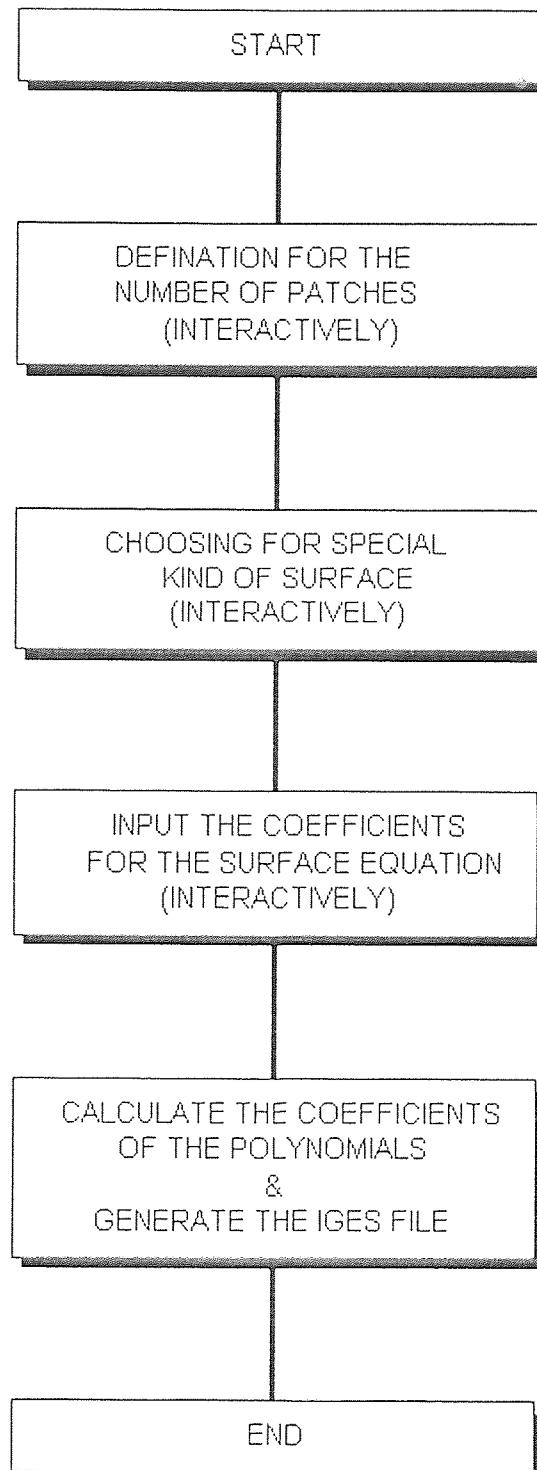 START
DEFINATION FOR THE
NUMBER OF PATCHES
(INTERACTIVELY)
CHOOSING FOR SPECIAL
KIND OF SURFACE
(INTERACTIVELY)
INPUT THE COEFFICIENTS
FOR THE SURFACE EQUATION
(INTERACTIVELY)
CALCULATE THE COEFFICIENTS
OF THE POLYNOMIALS
&
GENERATE THE IGES FILE
END